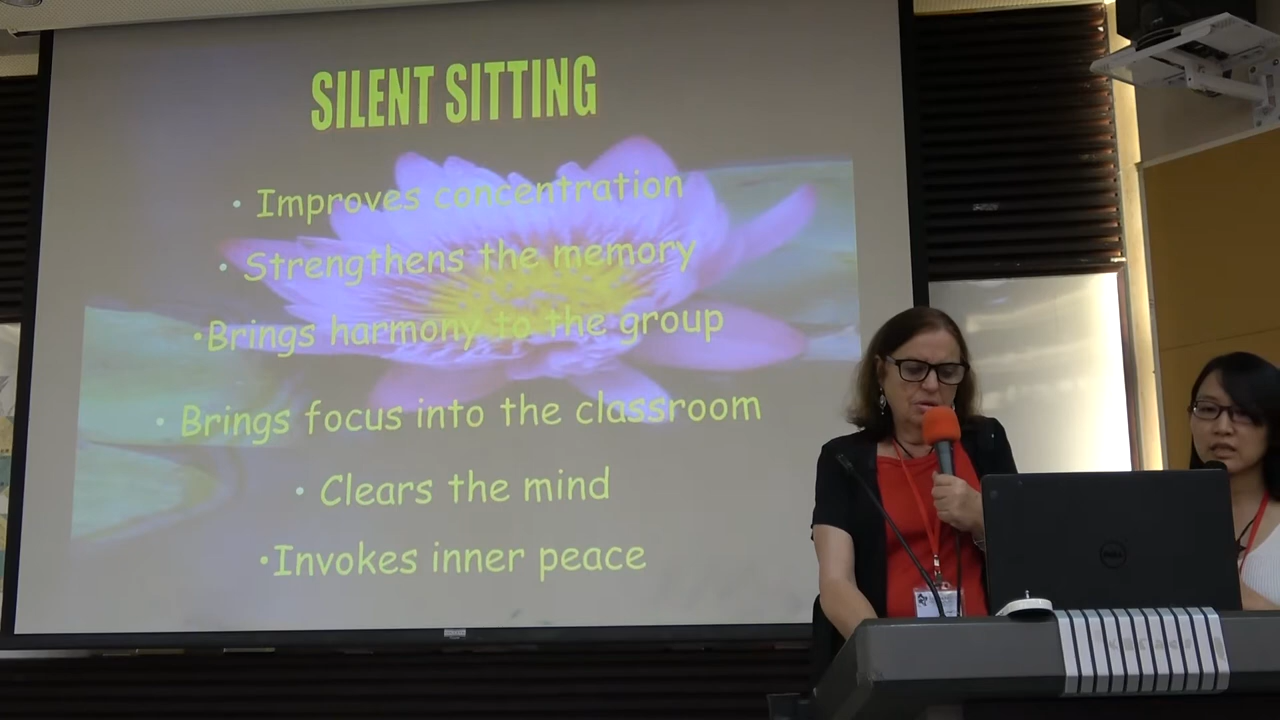 SILENT SITTING
• Improves concentration
• Strengthens the memory
•Brings harmony to the group
• Brings focus into the classroom
• Clears the mind
•Invokes inner peace
DELL